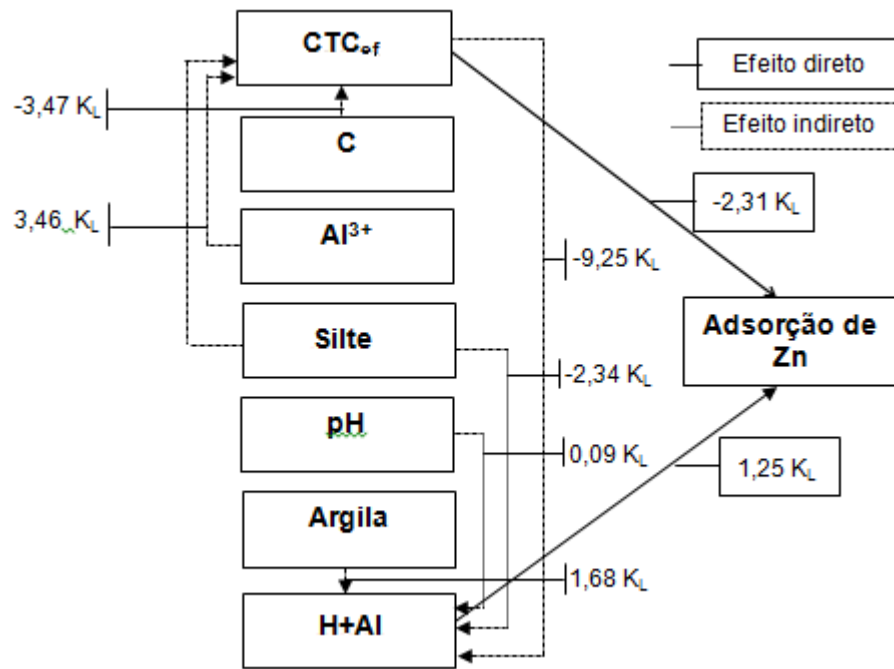 CTCef
Efeito direto
-3,47 KL
C
Efeito indireto
3,46 KL
Al³⁺
-2,31 KL
-9,25 KL
Silte
Adsorção de
Zn
-2,34 KL
pH
0,09 KL
1,25 KL
Argila
1,68 KL
H+Al